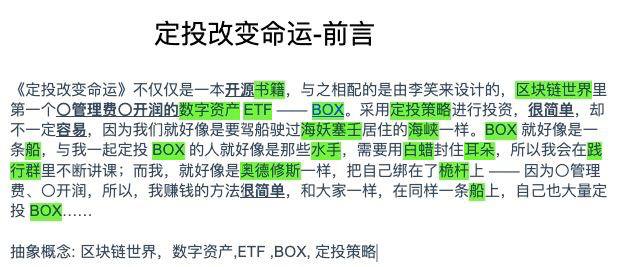 定投改变命运-前言
《定投改变命运》不仅仅是一本开源书籍，与之相配的是由李笑来设计的，区块链世界里
第一个〇管理费〇开润的数字资产 ETF —— BOX。采用定投策略进行投资，很简单，却
不一定容易，因为我们就好像是要驾船驶过海妖塞壬居住的海峡一样。BOX 就好像是一
条船，与我一起定投 BOX 的人就好像是那些水手，需要用白蜡封住耳朵，所以我会在践
行群里不断讲课；而我，就好像是奥德修斯一样，把自己绑在了桅杆上 —— 因为〇管理
费、〇开润，所以，我赚钱的方法很简单，和大家一样，在同样一条船上，自己也大量定
投 BOX……
抽象概念: 区块链世界，数字资产,ETF ,BOX, 定投策略